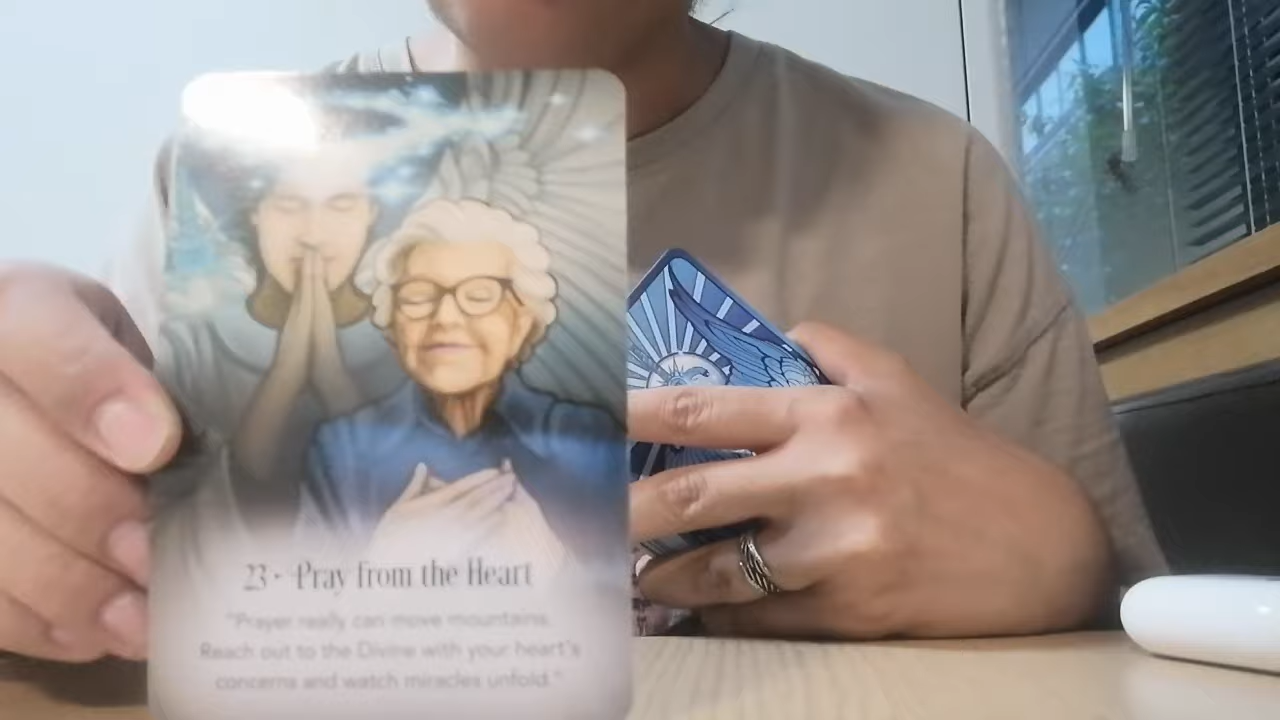 23 - Pray from the Heart
"Prayer really can move mountains.
Reach out to the Divine with your heart's
concerns and watch miracles unfold."